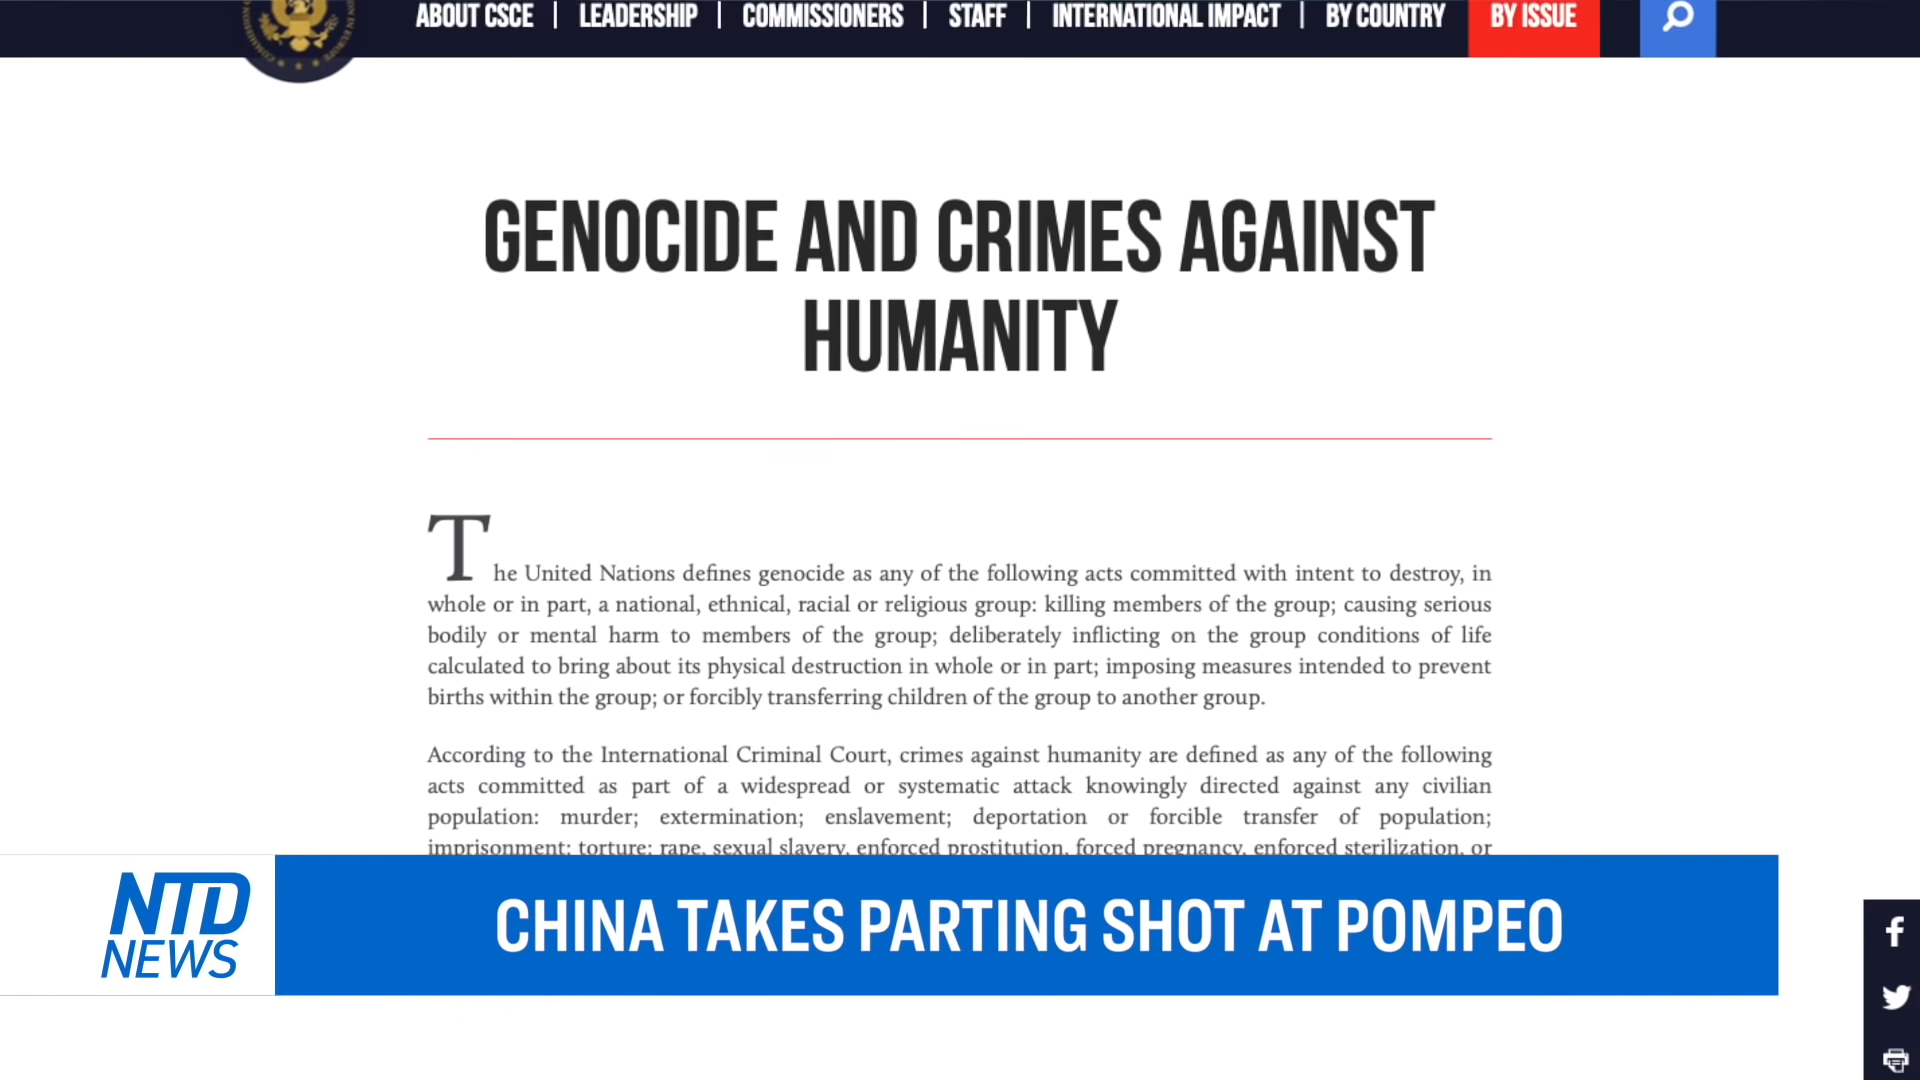 ABOUT CSCE | LEADERSHIP | COMMISSIONERS | STAFF | INTERNATIONAL IMPACT | BY COUNTRY BY ISSUE
GENOCIDE AND CRIMES AGAINST
HUMANITY
The United Nations defines genocide as any of the following acts committed with intent to destroy, in
whole or in part, a national, ethnical, racial or religious group: killing members of the group; causing serious
bodily or mental harm to members of the group; deliberately inflicting on the group conditions of life
calculated to bring about its physical destruction in whole or in part; imposing measures intended to prevent
births within the group; or forcibly transferring children of the group to another group.
According to the International Criminal Court, crimes against humanity are defined as any of the following
acts committed as part of a widespread or systematic attack knowingly directed against any civilian
population: murder; extermination; enslavement; deportation or forcible transfer of population;
imprisonment; torture; rape, sexual slavery, enforced prostitution, forced pregnancy, enforced sterilization, or
NTD
NEWS
CHINA TAKES PARTING SHOT AT POMPEO